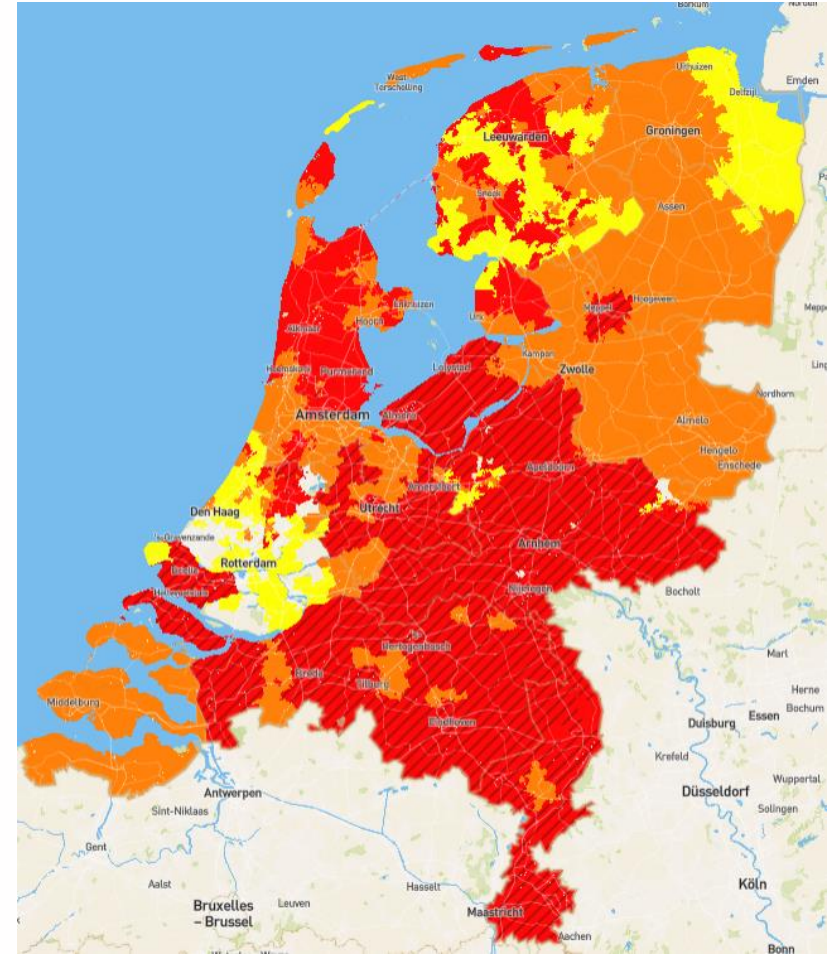 Borkum
Uithuizen
Emden
Delfzijl
West
Terschelling
Leeuwarden
Groningen
Sneek
Assen
Enkhuizen
Hoogeveen
Meppel
Alkmaar
Hoorn
Urk
Kampen
Heemskerk
Purmerend
Lelystad
Zwolle
Nordhorn
Amsterdam
Almere
Almelo
Hengelo
Enschede
Apeldoorn
Amersfoort
Den Haag
Utrecht
's-Gravenzande
Arnhem
Rotterdam
Brielle
Nijmegen
Bocholt
Hellevoetsluis
Hertogenbosch
Marl
Breda
Tilburg
Middelburg
Herne
Bochum
Eindhoven
Duisburg
Essen
Krefeld
Wuppertal
Antwerpen
Düsseldorf
Sint-Niklaas
Solingen
Gent
Aalst
Leuven
Hasselt
Köln
Bruxelles
– Brussel
Maastricht
Aachen
Bonn